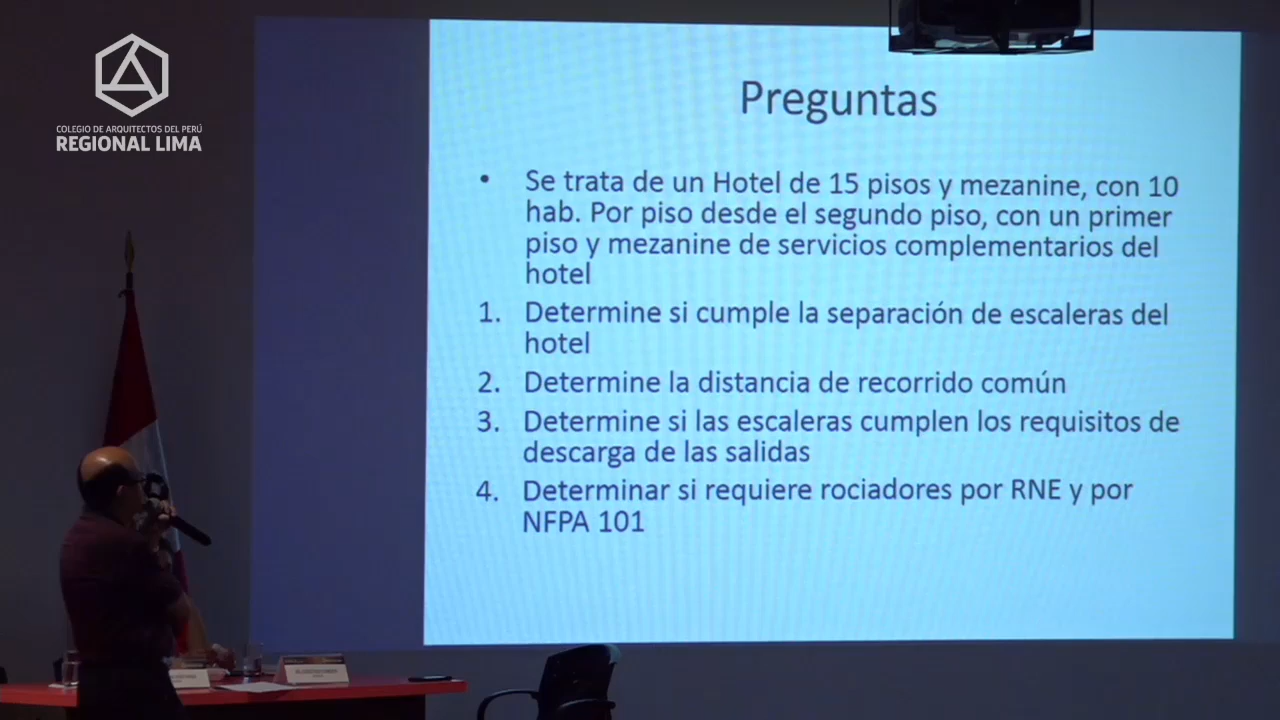 COLEGIO DE ARQUITECTOS DEL PERÚ
REGIONAL LIMA
Preguntas
• Se trata de un Hotel de 15 pisos y mezanine, con 10
hab. Por piso desde el segundo piso, con un primer
piso y mezanine de servicios complementarios del
hotel
1. Determine si cumple la separación de escaleras del
hotel
2. Determine la distancia de recorrido común
3. Determine si las escaleras cumplen los requisitos de
descarga de las salidas
4. Determinar si requiere rociadores por RNE y por
NFPA 101